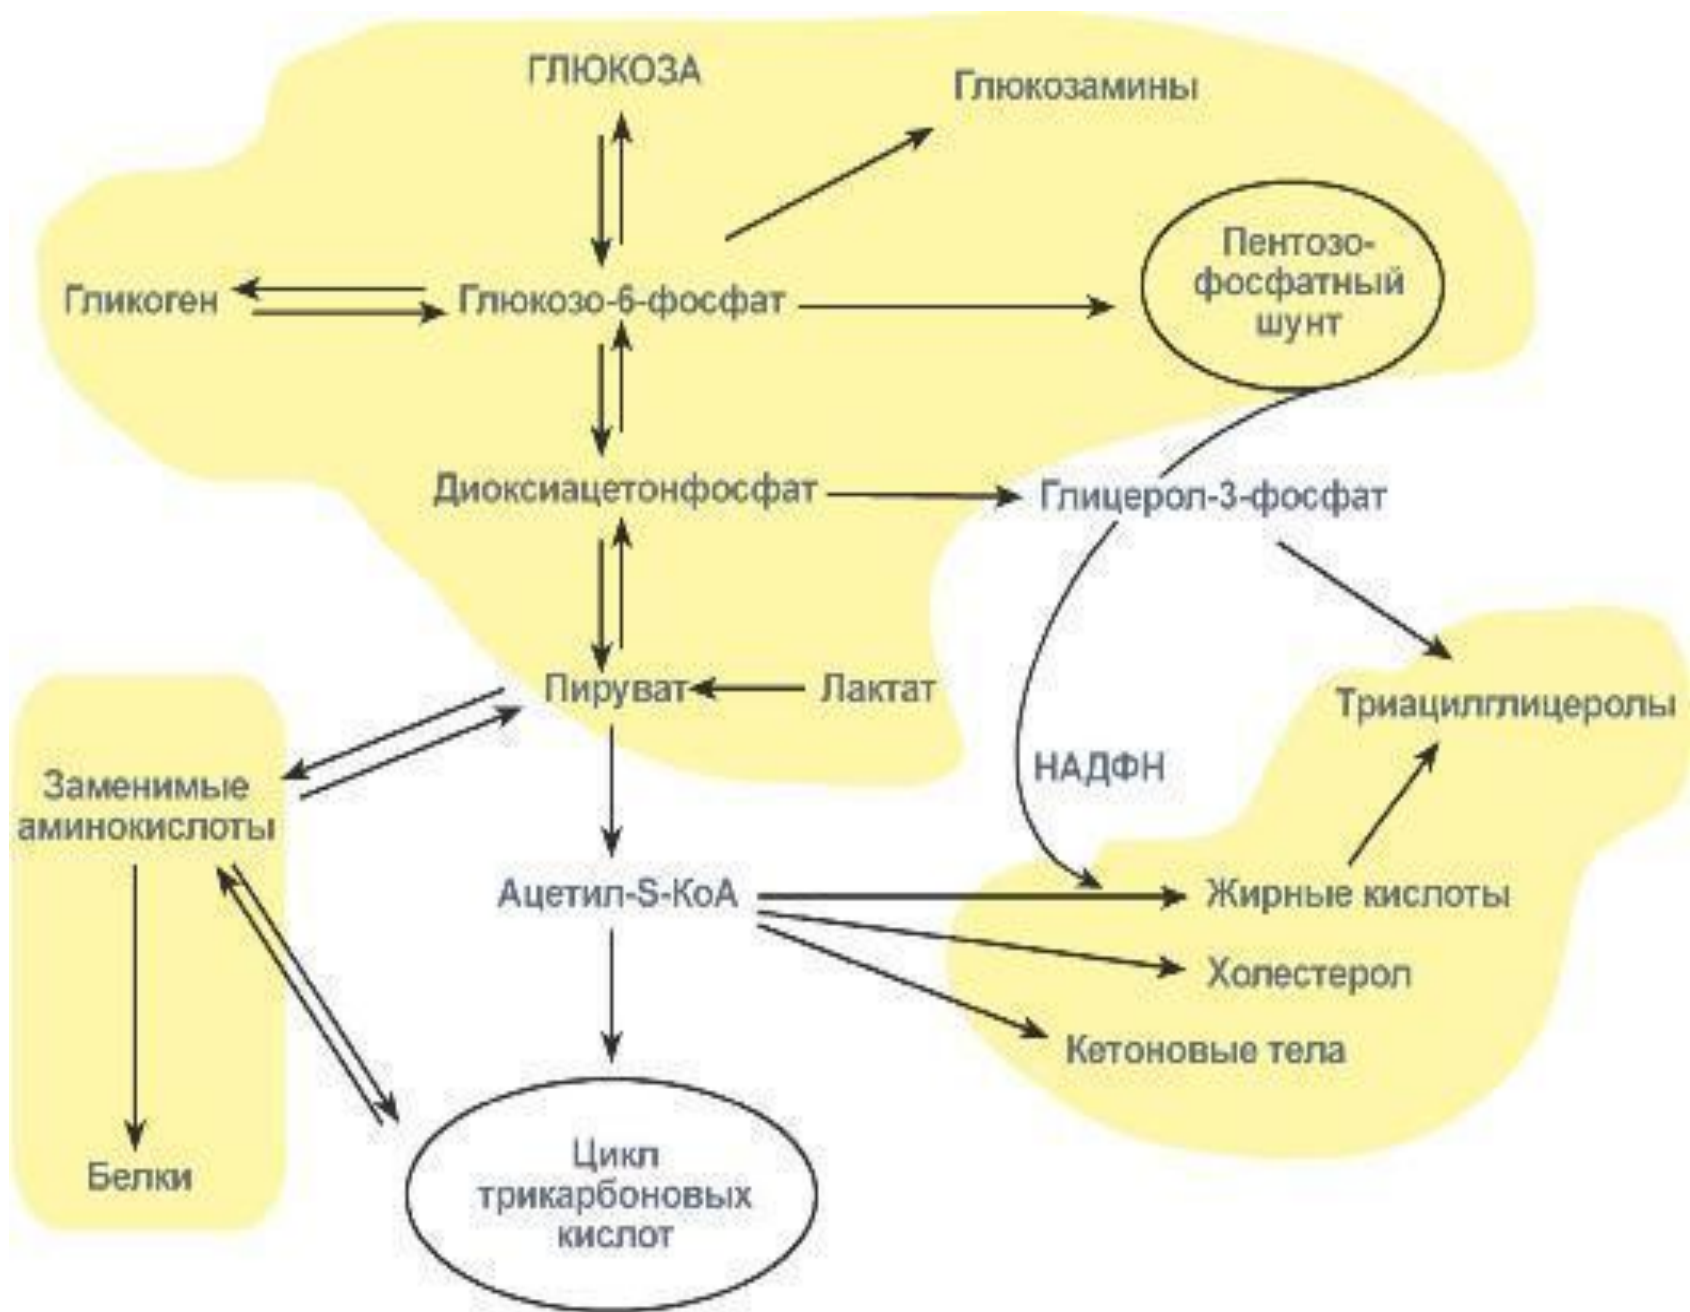 ГЛЮКОЗА
Глюкозамины
Пентозо-
фосфатный
шунт
Гликоген
Глюкозо-6-фосфат
Диоксиацетонфосфат
Глицерол-3-фосфат
Пируват
Лактат
Триацилглицеролы
НАДФН
Заменимые
аминокислоты
Ацетил-S-КоА
Жирные кислоты
Холестерол
Кетоновые тела
Белки
Цикл
трикарбоновых
кислот